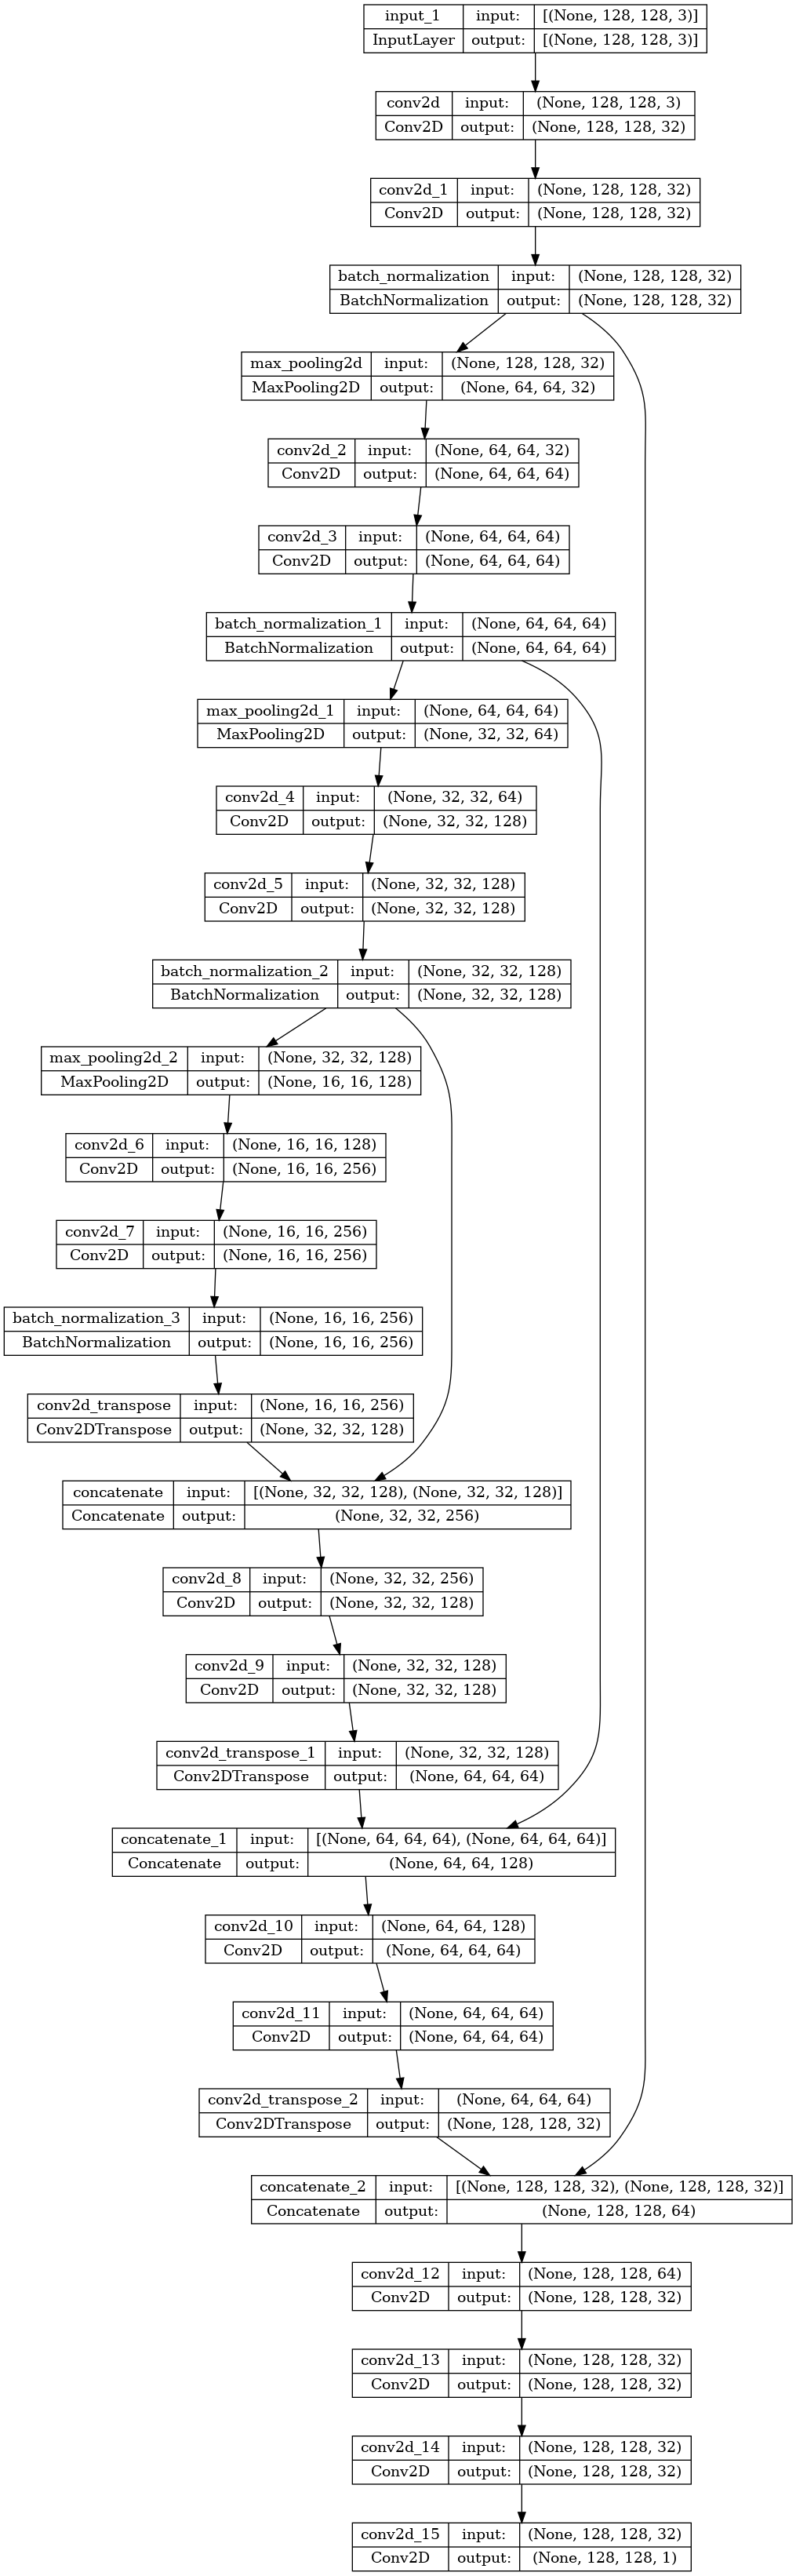 input_1 input: [(None, 128, 128, 3)]
InputLayer output: [(None, 128, 128, 3)]
conv2d input: (None, 128, 128, 3)
Conv2D output: (None, 128, 128, 32)
conv2d_1 input: (None, 128, 128, 32)
Conv2D output: (None, 128, 128, 32)
batch_normalization input: (None, 128, 128, 32)
BatchNormalization output: (None, 128, 128, 32)
max_pooling2d input: (None, 128, 128, 32)
MaxPooling2D output: (None, 64, 64, 32)
conv2d_2 input: (None, 64, 64, 32)
Conv2D output: (None, 64, 64, 64)
conv2d_3 input: (None, 64, 64, 64)
Conv2D output: (None, 64, 64, 64)
batch_normalization_1 input: (None, 64, 64, 64)
BatchNormalization output: (None, 64, 64, 64)
max_pooling2d_1 input: (None, 64, 64, 64)
MaxPooling2D output: (None, 32, 32, 64)
conv2d_4 input: (None, 32, 32, 64)
Conv2D output: (None, 32, 32, 128)
conv2d_5 input: (None, 32, 32, 128)
Conv2D output: (None, 32, 32, 128)
batch_normalization_2 input: (None, 32, 32, 128)
BatchNormalization output: (None, 32, 32, 128)
max_pooling2d_2 input: (None, 32, 32, 128)
MaxPooling2D output: (None, 16, 16, 128)
conv2d_6 input: (None, 16, 16, 128)
Conv2D output: (None, 16, 16, 256)
conv2d_7 input: (None, 16, 16, 256)
Conv2D output: (None, 16, 16, 256)
batch_normalization_3 input: (None, 16, 16, 256)
BatchNormalization output: (None, 16, 16, 256)
conv2d_transpose input: (None, 16, 16, 256)
Conv2DTranspose output: (None, 32, 32, 128)
concatenate input: [(None, 32, 32, 128), (None, 32, 32, 128)]
Concatenate output: (None, 32, 32, 256)
conv2d_8 input: (None, 32, 32, 256)
Conv2D output: (None, 32, 32, 128)
conv2d_9 input: (None, 32, 32, 128)
Conv2D output: (None, 32, 32, 128)
conv2d_transpose_1 input: (None, 32, 32, 128)
Conv2DTranspose output: (None, 64, 64, 64)
concatenate_1 input: [(None, 64, 64, 64), (None, 64, 64, 64)]
Concatenate output: (None, 64, 64, 128)
conv2d_10 input: (None, 64, 64, 128)
Conv2D output: (None, 64, 64, 64)
conv2d_11 input: (None, 64, 64, 64)
Conv2D output: (None, 64, 64, 64)
conv2d_transpose_2 input: (None, 64, 64, 64)
Conv2DTranspose output: (None, 128, 128, 32)
concatenate_2 input: [(None, 128, 128, 32), (None, 128, 128, 32)]
Concatenate output: (None, 128, 128, 64)
conv2d_12 input: (None, 128, 128, 64)
Conv2D output: (None, 128, 128, 32)
conv2d_13 input: (None, 128, 128, 32)
Conv2D output: (None, 128, 128, 32)
conv2d_14 input: (None, 128, 128, 32)
Conv2D output: (None, 128, 128, 32)
conv2d_15 input: (None, 128, 128, 32)
Conv2D output: (None, 128, 128, 1)